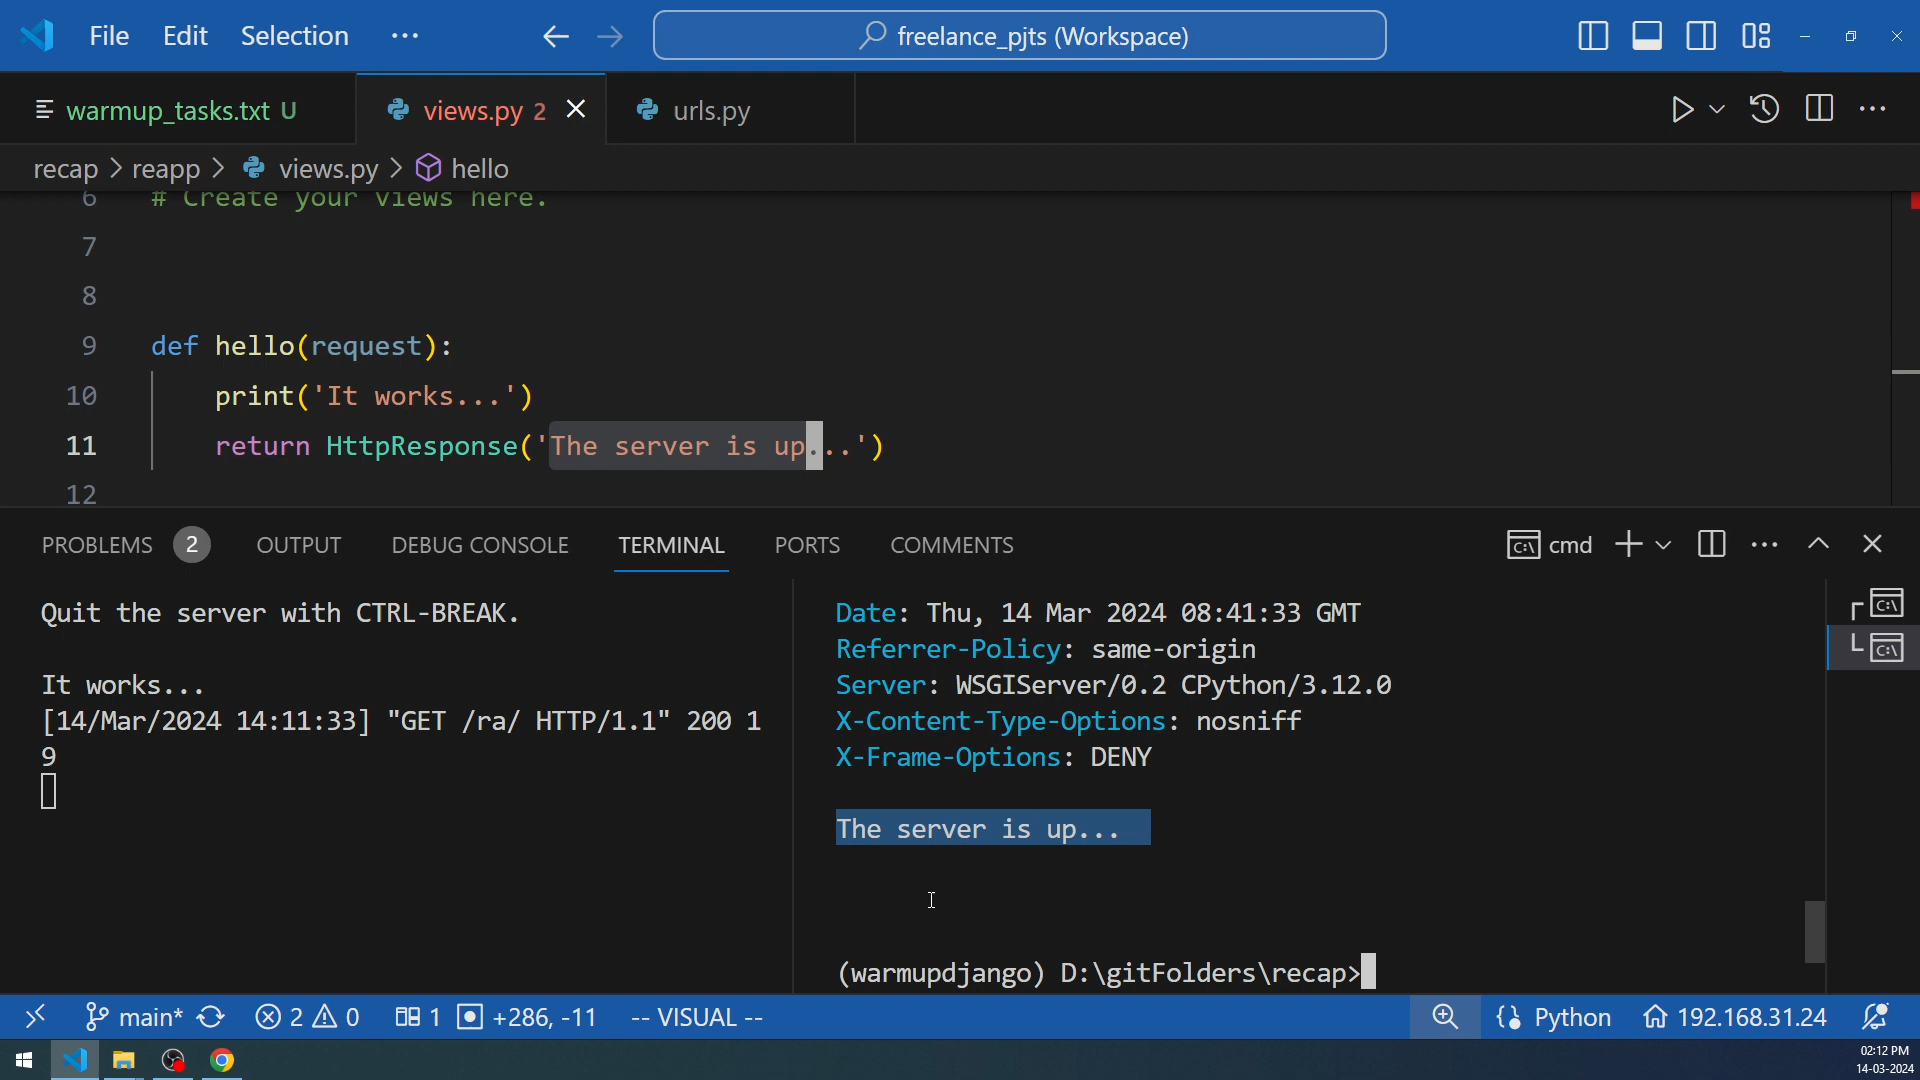 File Edit Selection ··· freelance_pjts (Workspace)
warmup_tasks.txt U views.py 2 urls.py
recap > reapp > views.py > hello
6 # Create your views here.
7
8
9 def hello(request):
10 print('It works...')
11 return HttpResponse('The server is up...')
12
PROBLEMS 2 OUTPUT DEBUG CONSOLE TERMINAL PORTS COMMENTS cmd
Quit the server with CTRL-BREAK.
It works...
[14/Mar/2024 14:11:33] "GET /ra/ HTTP/1.1" 200 1
9
Date: Thu, 14 Mar 2024 08:41:33 GMT
Referrer-Policy: same-origin
Server: WSGIServer/0.2 CPython/3.12.0
X-Content-Type-Options: nosniff
X-Frame-Options: DENY
The server is up...
(warmupdjango) D:\gitFolders\recap>
main* 2 0 1 +286, -11 -- VISUAL -- Python 192.168.31.24
02:12 PM
14-03-2024